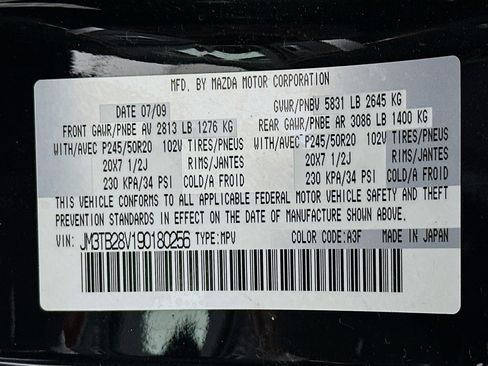 MFD. BY MAZDA MOTOR CORPORATION
DATE 07/09 GVWR/PNBV 5831 LB 2645 KG
FRONT GAWR/PNBE AV 2813 LB 1276 KG REAR GAWR/PNBE AR 3086 LB 1400 KG
WITH/AVEC P245/50R20 102V TIRES/PNEUS WITH/AVEC P245/50R20 102V TIRES/PNEUS
20X7 1/2J RIMS/JANTES 20X7 1/2J RIMS/JANTES
230 KPA/34 PSI COLD/A FROID 230 KPA/34 PSI COLD/A FROID
THIS VEHICLE CONFORMS TO ALL APPLICABLE FEDERAL MOTOR VEHICLE SAFETY AND THEFT
PREVENTION STANDARDS IN EFFECT ON THE DATE OF MANUFACTURE SHOWN ABOVE.
VIN: JM3TB28V190180256 TYPE: MPV COLOR CODE: A3F MADE IN JAPAN